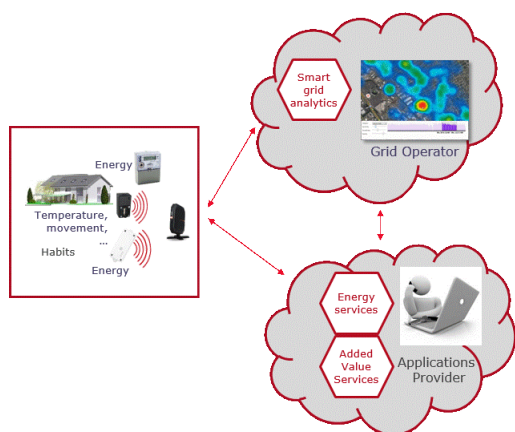 Smart
grid
analytics
Grid Operator
Energy
Temperature,
movement,
...
Habits
Energy
Energy
services
Added
Value
Services
Applications
Provider